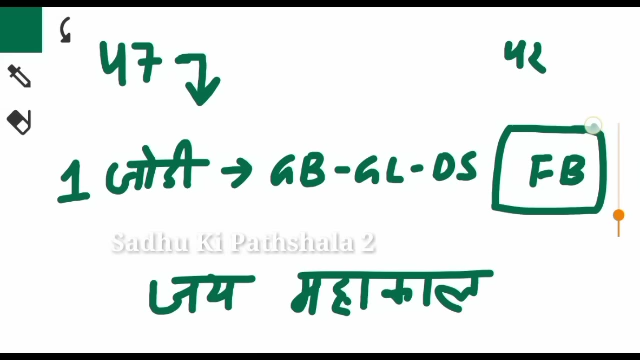 47 पर
1 जोडी → GB-GL-DS FB
Sadhu Ki Pathshala 2
जय महाकाल